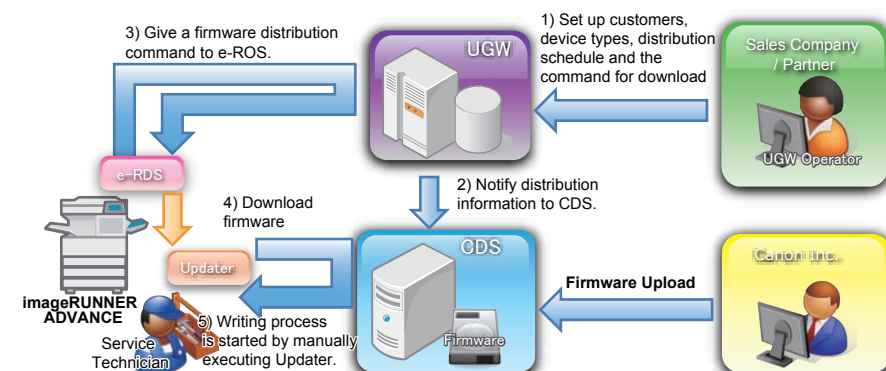 3) Give a firmware distribution
command to e-ROS.
UGW
1) Set up customers,
device types, distribution
schedule and the
command for download
Sales Company
/ Partner
UGW Operator
e-RDS
2) Notify distribution
information to CDS.
4) Download
firmware
Updater
CDS
Firmware
Firmware Upload
Canon Inc.
imageRUNNER
ADVANCE
Service
Technician
5) Writing process
is started by manually
executing Updater.